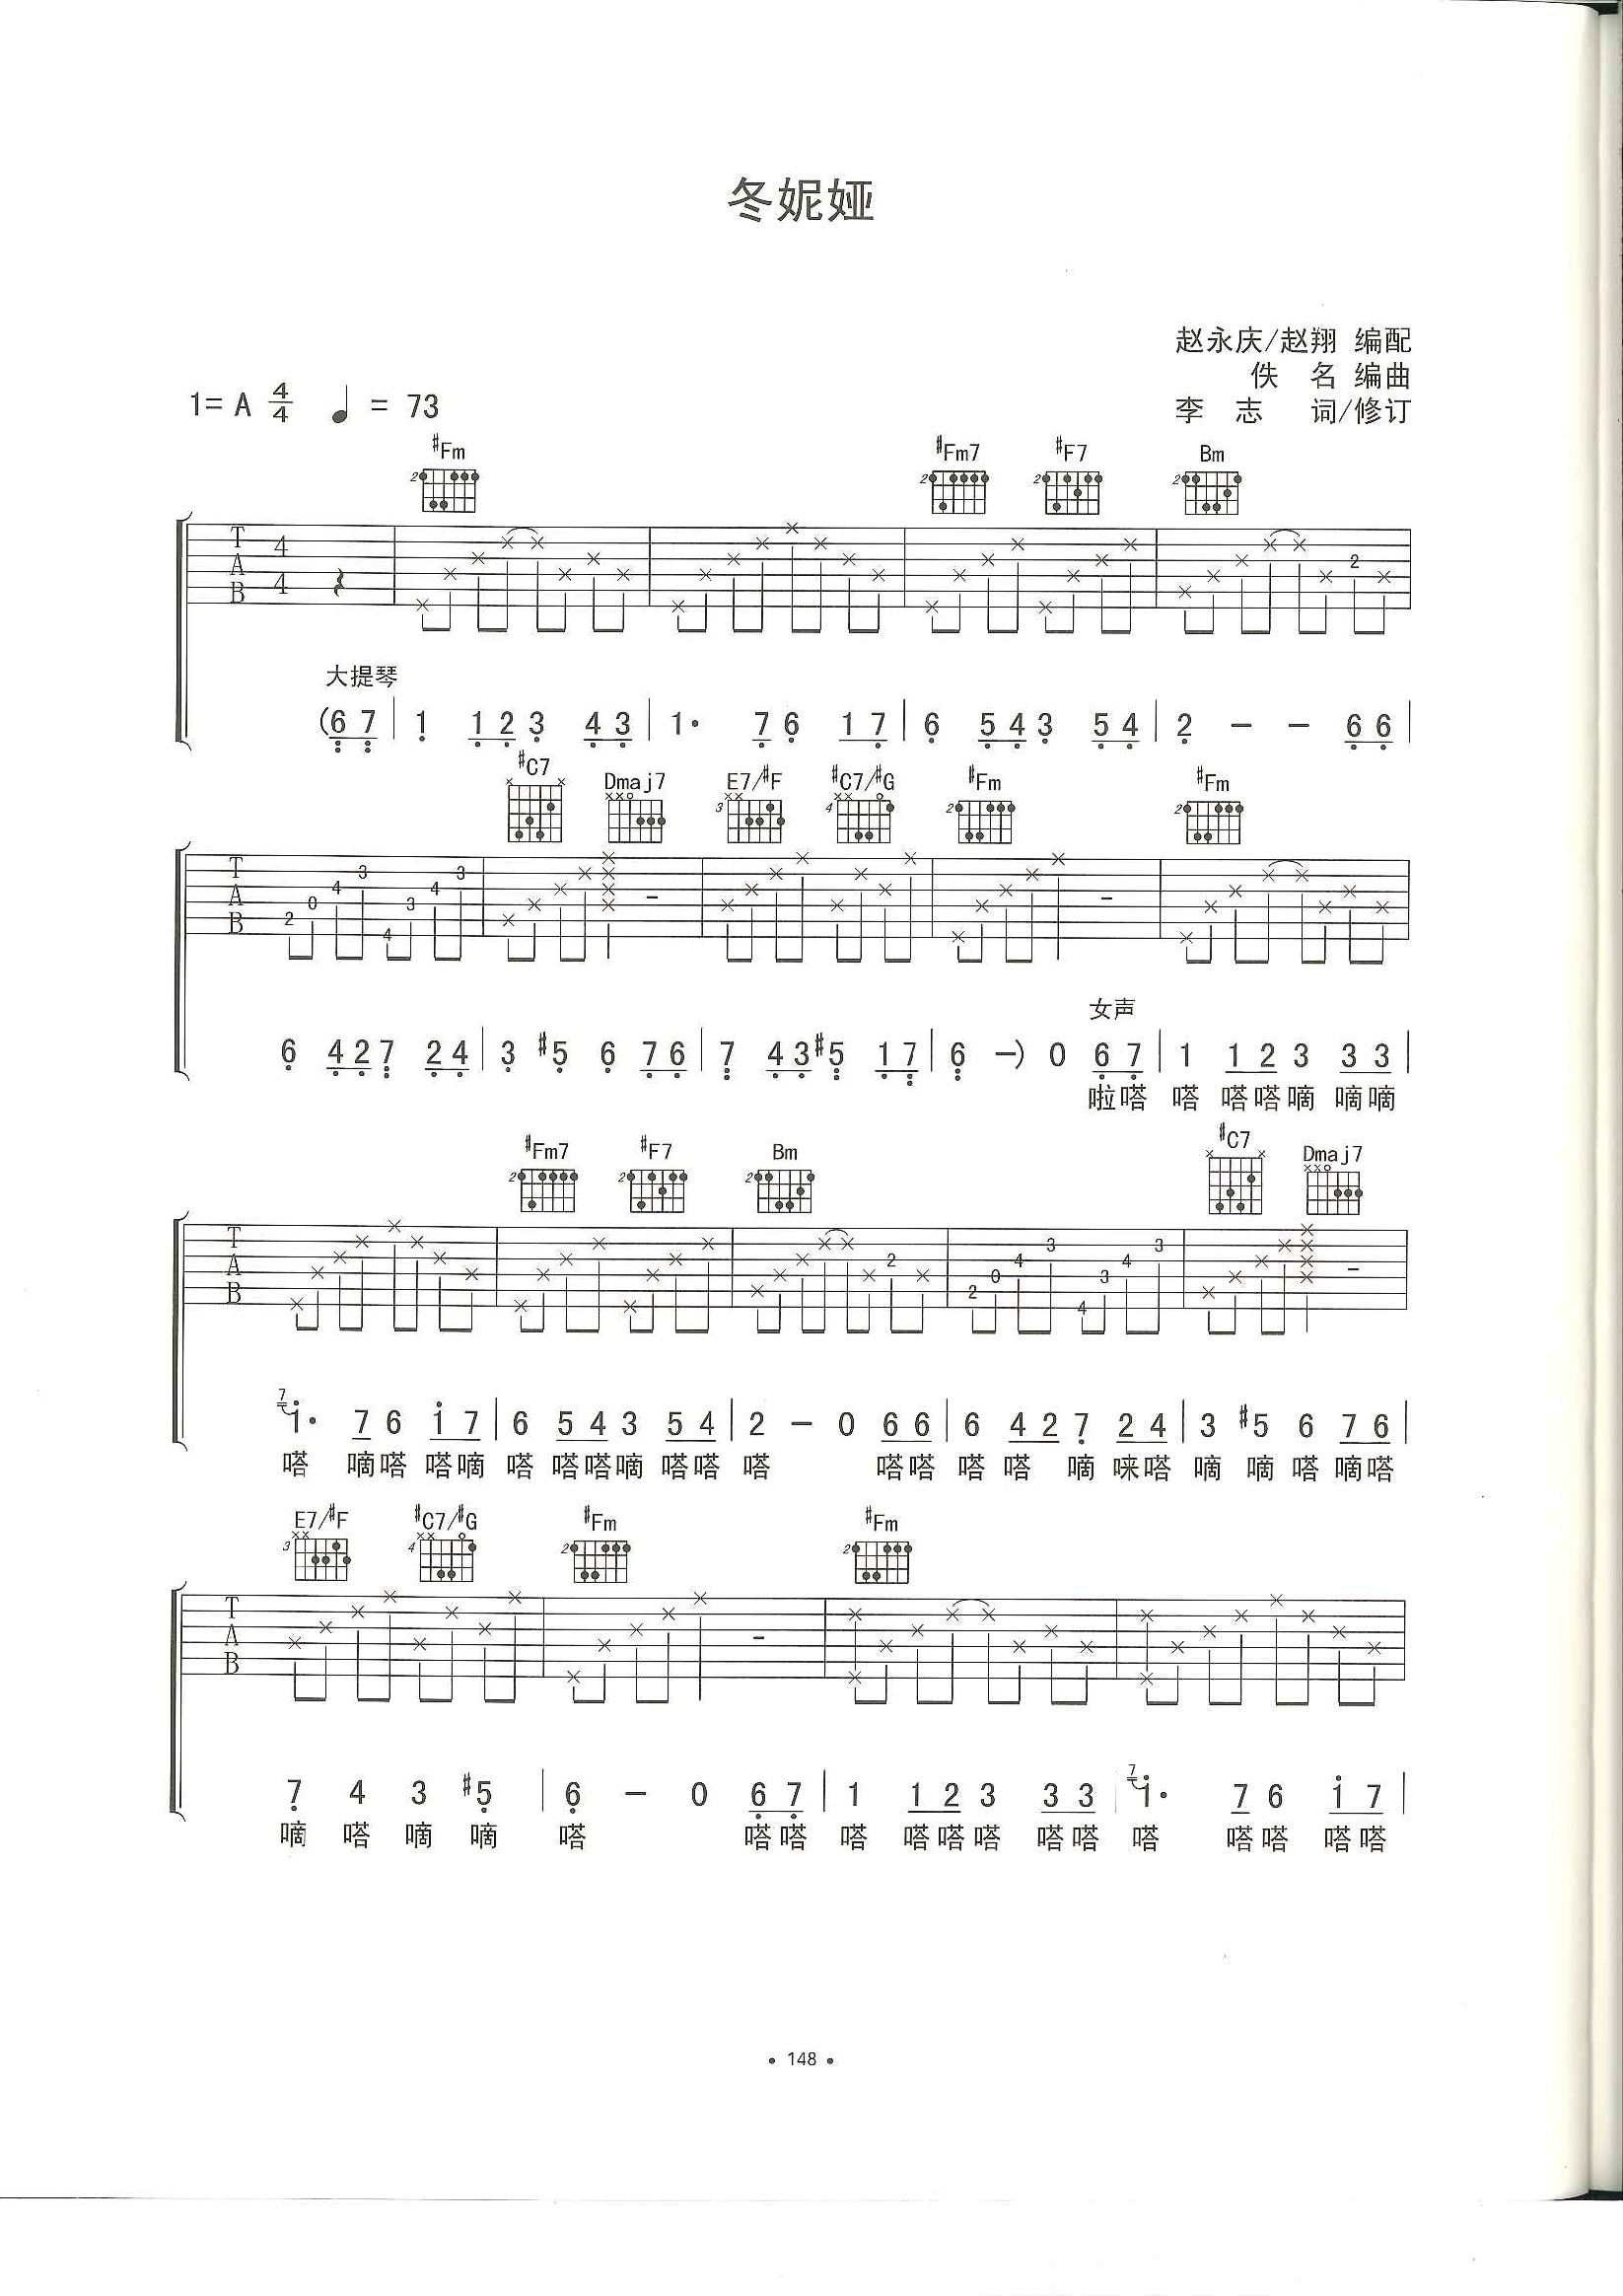 冬妮娅
赵永庆/赵翔 编配
佚 名 编曲
1= A 4/4 ♩ = 73
李 志 词/修订
#Fm #Fm7 #F7 Bm
T A B 4 4 2
大提琴
(6 7 | 1 1 2 3 4 3 | 1· 7 6 1 7 | 6 5 4 3 5 4 | 2 – – 6 6 |
#C7 Dmaj7 E7/#F #C7/#G #Fm #Fm
T A B 2 0 4 3 4 3 4 3
女声
6 4 2 7 2 4 | 3 #5 6 7 6 | 7 4 3 #5 1 7 | 6 –) 0 6 7 | 1 1 2 3 3 3 |
啦嗒 嗒 嗒嗒嘀 嘀嘀
#Fm7 #F7 Bm #C7 Dmaj7
T A B 2 2 0 4 3 4 3 4 3
7 i· 7 6 i 7 | 6 5 4 3 5 4 | 2 – 0 6 6 | 6 4 2 7 2 4 | 3 #5 6 7 6 |
嗒 嘀嗒 嗒嘀 嗒 嗒嗒嘀 嗒嗒 嗒 嗒嗒 嗒 嗒 嘀 唻嗒 嘀 嘀 嗒 嘀嗒
E7/#F #C7/#G #Fm #Fm
T A B
7 4 3 #5 | 6 – 0 6 7 | 1 1 2 3 3 3 | 7 i· 7 6 i 7 |
嘀 嗒 嘀 嘀 嗒 嗒嗒 嗒 嗒嗒嗒 嗒嗒 嗒 嗒嗒 嗒嗒
• 148 •